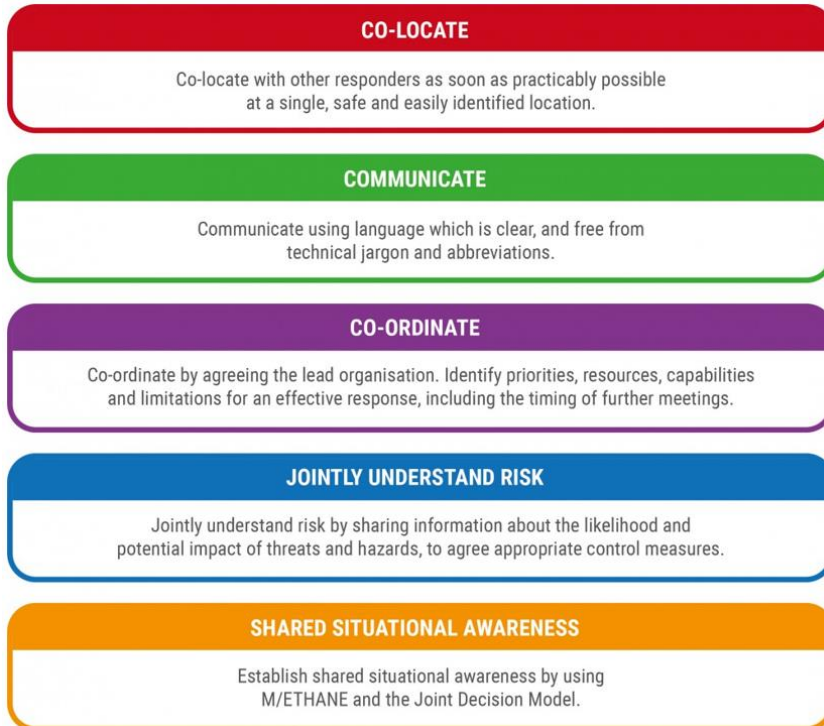 CO-LOCATE
Co-locate with other responders as soon as practicably possible
at a single, safe and easily identified location.
COMMUNICATE
Communicate using language which is clear, and free from
technical jargon and abbreviations.
CO-ORDINATE
Co-ordinate by agreeing the lead organisation. Identify priorities, resources, capabilities
and limitations for an effective response, including the timing of further meetings.
JOINTLY UNDERSTAND RISK
Jointly understand risk by sharing information about the likelihood and
potential impact of threats and hazards, to agree appropriate control measures.
SHARED SITUATIONAL AWARENESS
Establish shared situational awareness by using
M/ETHANE and the Joint Decision Model.